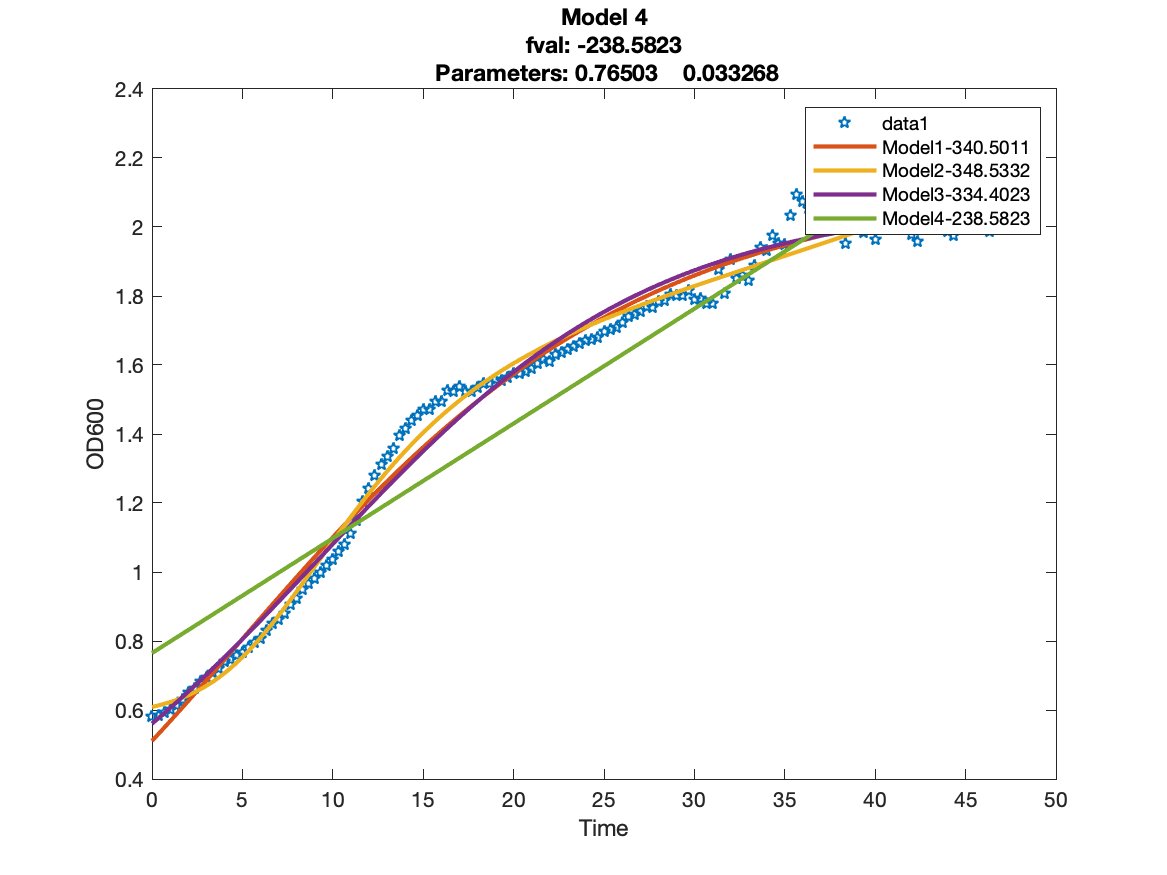 Model 4
fval: -238.5823
Parameters: 0.76503 0.033268
2.4
2.2
2
1.8
1.6
1.4
1.2
1
0.8
0.6
0.4
OD600
data1
Model1-340.5011
Model2-348.5332
Model3-334.4023
Model4-238.5823
0 5 10 15 20 25 30 35 40 45 50
Time